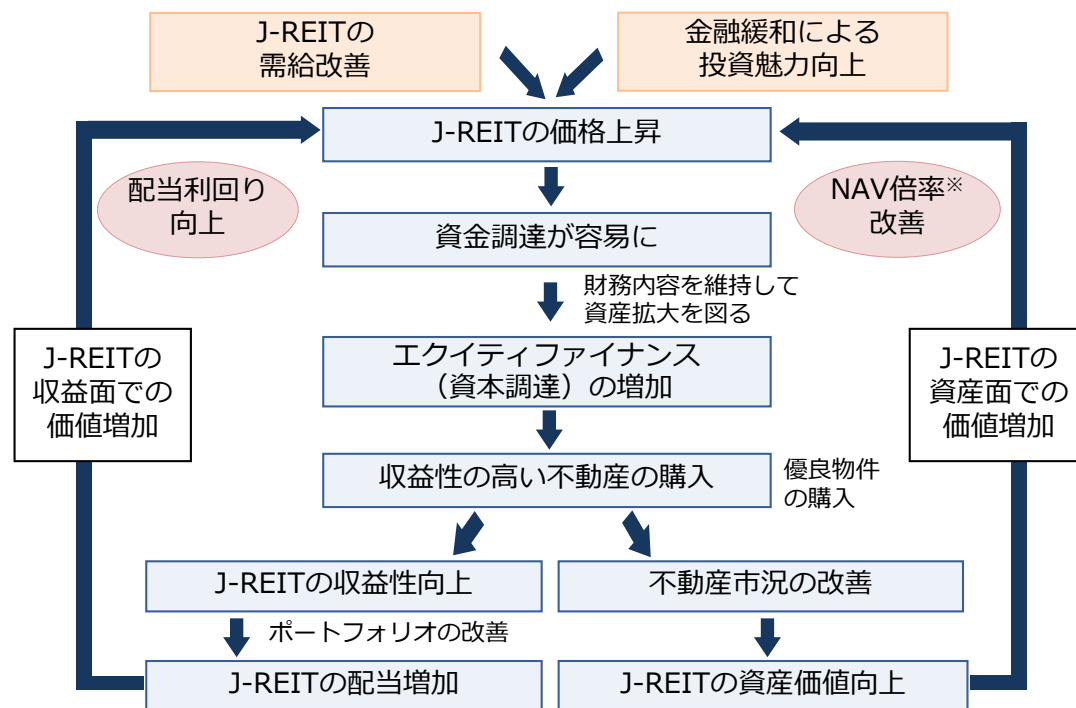 J-REITの
需給改善
金融緩和による
投資魅力向上
J-REITの価格上昇
配当利回り
向上
NAV倍率※
改善
資金調達が容易に
財務内容を維持して
資産拡大を図る
J-REITの
収益面での
価値増加
エクイティファイナンス
（資本調達）の増加
J-REITの
資産面での
価値増加
収益性の高い不動産の購入
優良物件
の購入
J-REITの収益性向上
不動産市況の改善
ポートフォリオの改善
J-REITの配当増加
J-REITの資産価値向上